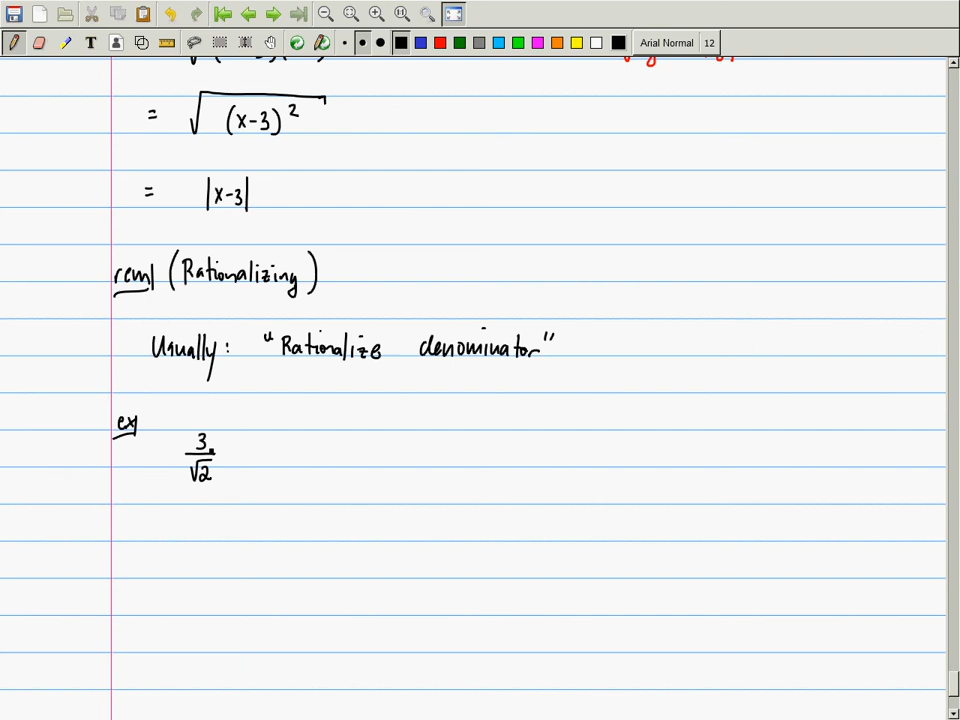 Arial Normal 12
= √(x-3)²
= |x-3|
rem| (Rationalizing)
Usually: "Rationalize denominator"
ex|
3
√2